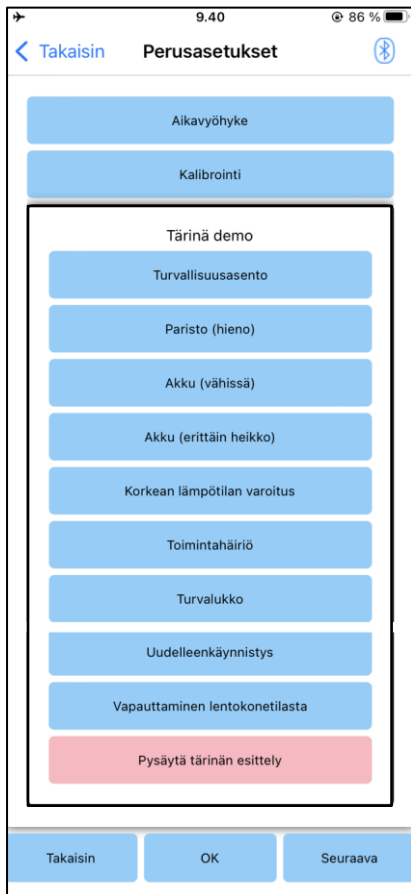 9.40
86 %
Takaisin
Perusasetukset
Aikavyöhyke
Kalibrointi
Tärinä demo
Turvallisuusasento
Paristo (hieno)
Akku (vähissä)
Akku (erittäin heikko)
Korkean lämpötilan varoitus
Toimintahäiriö
Turvalukko
Uudelleenkäynnistys
Vapauttaminen lentokonetilasta
Pysäytä tärinän esittely
Takaisin
OK
Seuraava